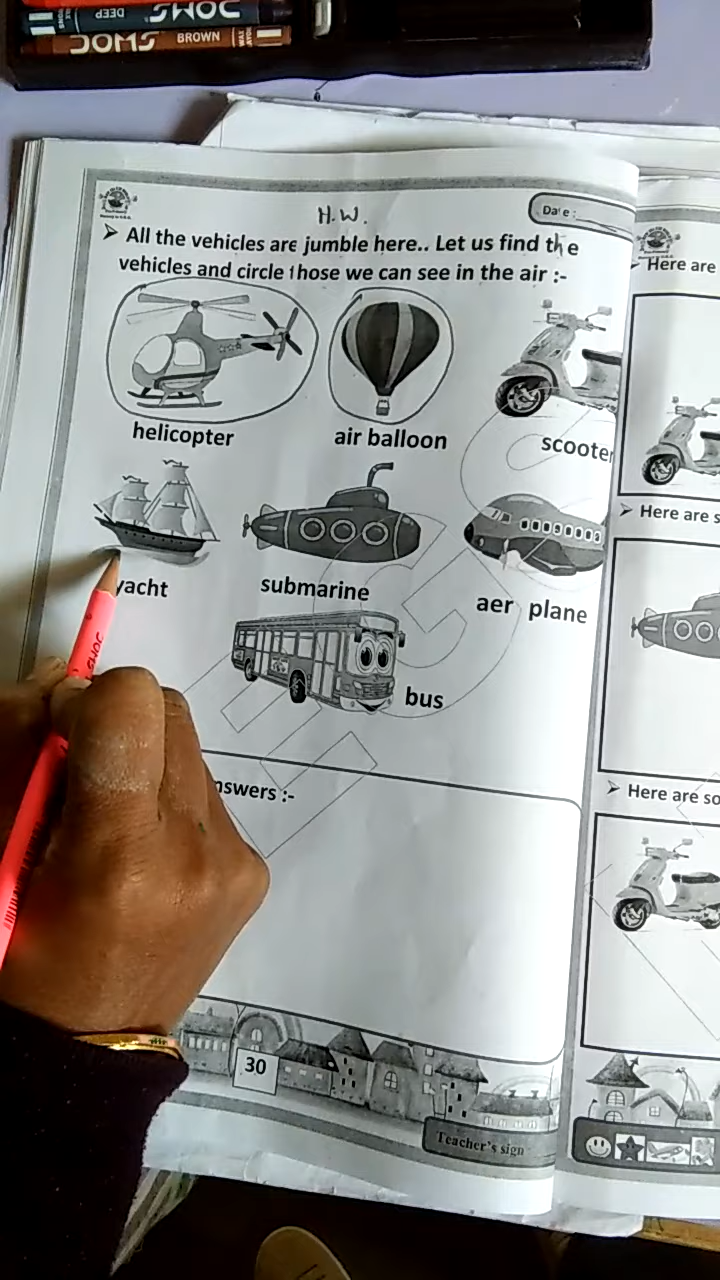 DEEP DOMS
DOMS BROWN
H.W.
Date:
➤ All the vehicles are jumble here.. Let us find the
vehicles and circle those we can see in the air :-
helicopter
air balloon
scooter
yacht
submarine
aer plane
bus
nswers :-
30
Teacher's sign
DOMS
➤ Here are
➤ Here are s
➤ Here are so